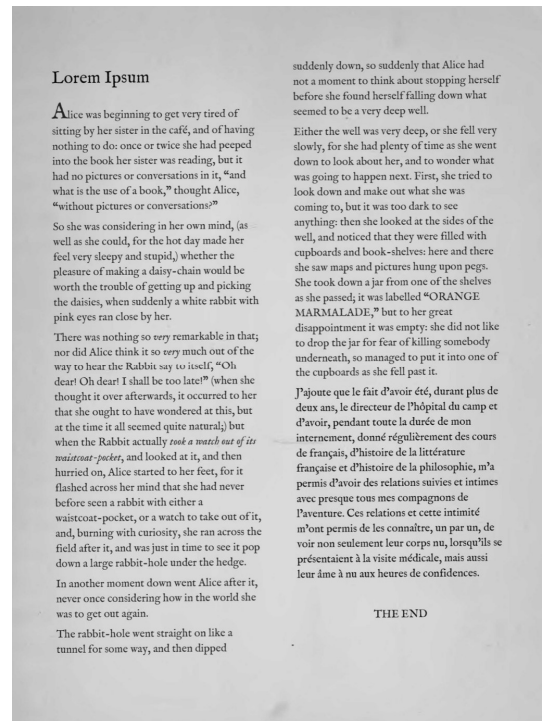 Lorem Ipsum
Alice was beginning to get very tired of
sitting by her sister in the café, and of having
nothing to do: once or twice she had peeped
into the book her sister was reading, but it
had no pictures or conversations in it, “and
what is the use of a book,” thought Alice,
“without pictures or conversations?”
So she was considering in her own mind, (as
well as she could, for the hot day made her
feel very sleepy and stupid,) whether the
pleasure of making a daisy-chain would be
worth the trouble of getting up and picking
the daisies, when suddenly a white rabbit with
pink eyes ran close by her.
There was nothing so very remarkable in that;
nor did Alice think it so very much out of the
way to hear the Rabbit say to itself, “Oh
dear! Oh dear! I shall be too late!” (when she
thought it over afterwards, it occurred to her
that she ought to have wondered at this, but
at the time it all seemed quite natural;) but
when the Rabbit actually took a watch out of its
waistcoat-pocket, and looked at it, and then
hurried on, Alice started to her feet, for it
flashed across her mind that she had never
before seen a rabbit with either a
waistcoat-pocket, or a watch to take out of it,
and, burning with curiosity, she ran across the
field after it, and was just in time to see it pop
down a large rabbit-hole under the hedge.
In another moment down went Alice after it,
never once considering how in the world she
was to get out again.
The rabbit-hole went straight on like a
tunnel for some way, and then dipped
suddenly down, so suddenly that Alice had
not a moment to think about stopping herself
before she found herself falling down what
seemed to be a very deep well.
Either the well was very deep, or she fell very
slowly, for she had plenty of time as she went
down to look about her, and to wonder what
was going to happen next. First, she tried to
look down and make out what she was
coming to, but it was too dark to see
anything: then she looked at the sides of the
well, and noticed that they were filled with
cupboards and book-shelves: here and there
she saw maps and pictures hung upon pegs.
She took down a jar from one of the shelves
as she passed; it was labelled “ORANGE
MARMALADE,” but to her great
disappointment it was empty: she did not like
to drop the jar for fear of killing somebody
underneath, so managed to put it into one of
the cupboards as she fell past it.
J’ajoute que le fait d’avoir été, durant plus de
deux ans, le directeur de l’hôpital du camp et
d’avoir, pendant toute la durée de mon
internement, donné régulièrement des cours
de français, d’histoire de la littérature
française et d’histoire de la philosophie, m’a
permis d’avoir des relations suivies et intimes
avec presque tous mes compagnons de
l’aventure. Ces relations et cette intimité
m’ont permis de les connaître, un par un, de
voir non seulement leur corps nu, lorsqu’ils se
présentaient à la visite médicale, mais aussi
leur âme à nu aux heures de confidences.
THE END